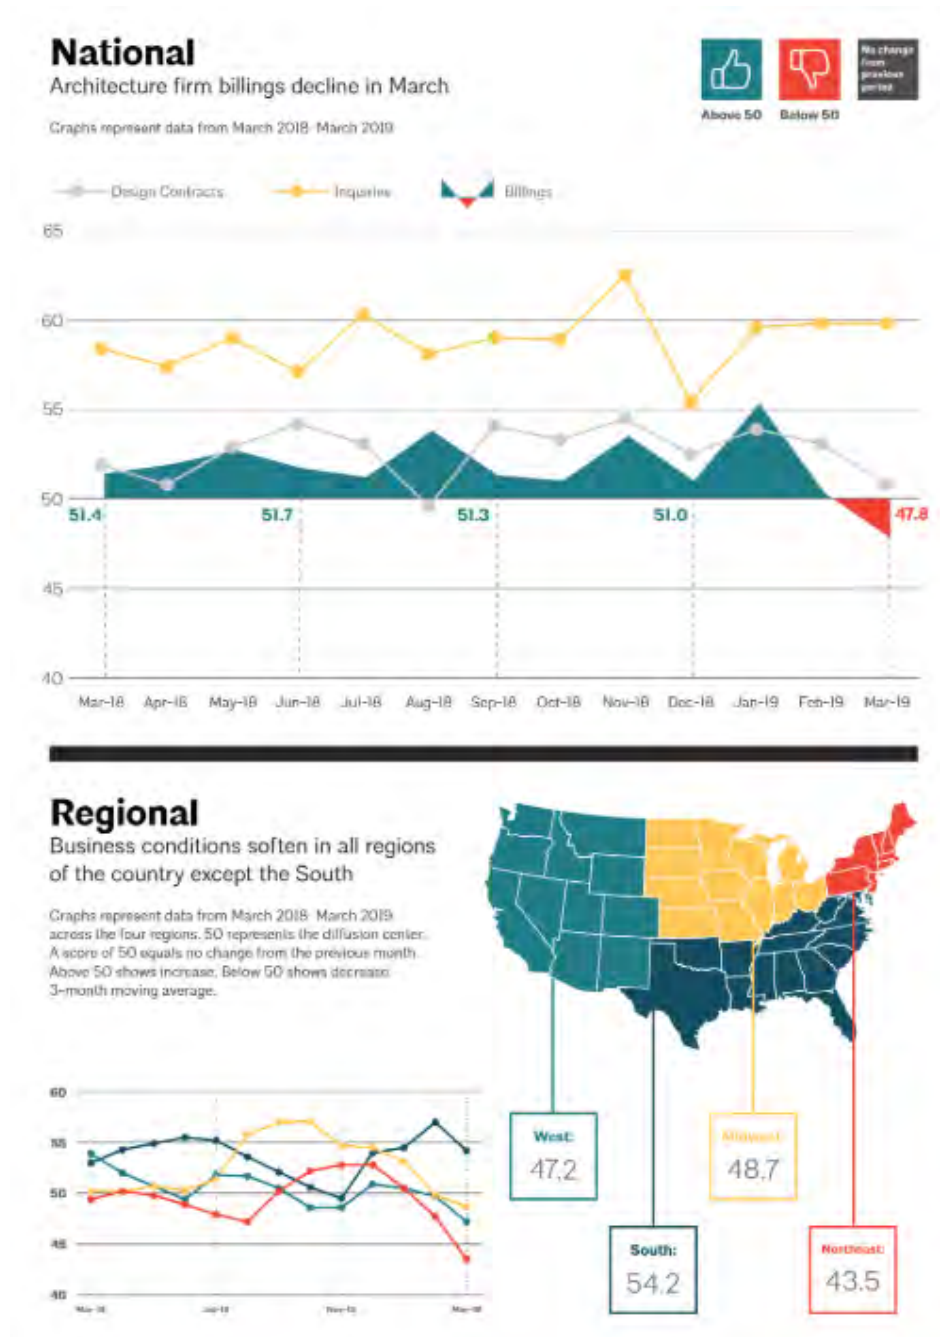 National
Architecture firm billings decline in March
Graphs represent data from March 2018–March 2019
No change
from
previous
period
Above 50
Below 50
Design Contracts
Inquiries
Billings
65
60
55
50
45
40
51.4
51.7
51.3
51.0
47.8
Mar-18
Apr-18
May-18
Jun-18
Jul-18
Aug-18
Sep-18
Oct-18
Nov-18
Dec-18
Jan-19
Feb-19
Mar-19
Regional
Business conditions soften in all regions
of the country except the South
Graphs represent data from March 2018–March 2019
across the four regions. 50 represents the diffusion center.
A score of 50 equals no change from the previous month.
Above 50 shows increase. Below 50 shows decrease.
3-month moving average.
60
55
50
45
40
West:
47.2
Midwest:
48.7
South:
54.2
Northeast:
43.5